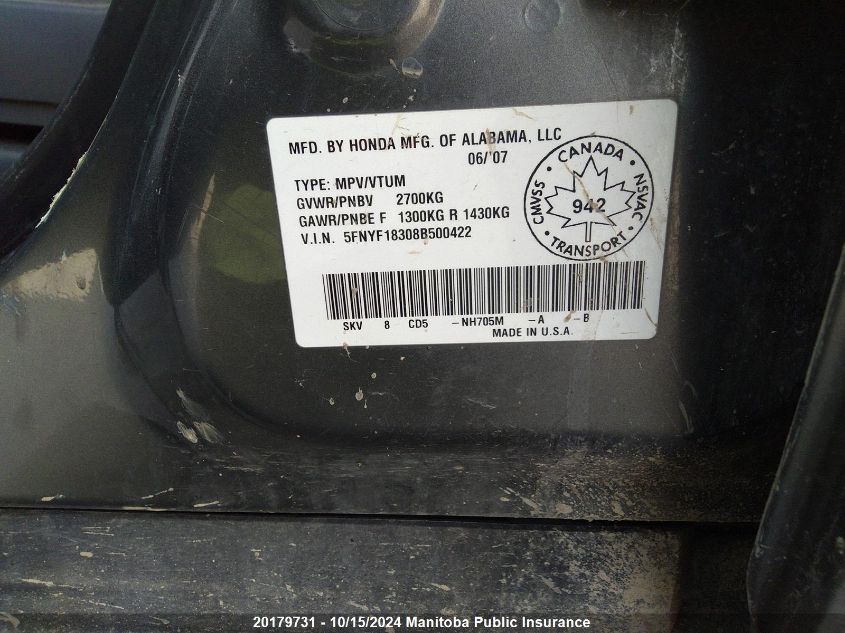 MFD. BY HONDA MFG. OF ALABAMA, LLC
06/'07
TYPE: MPV/VTUM
GVWR/PNBV 2700KG
GAWR/PNBE F 1300KG R 1430KG
V.I.N. 5FNYF18308B500422
CANADA
CMVSS 942 NSVAC
TRANSPORT
SKV 8 CD5 -NH705M -A -B
MADE IN U.S.A.
20179731 - 10/15/2024 Manitoba Public Insurance